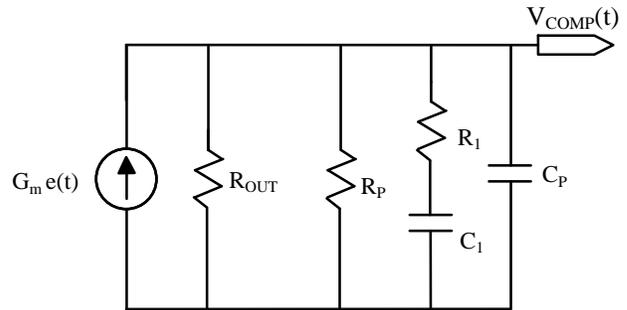 V_COMP(t)
G_m e(t)
R_OUT
R_P
R_1
C_1
C_P